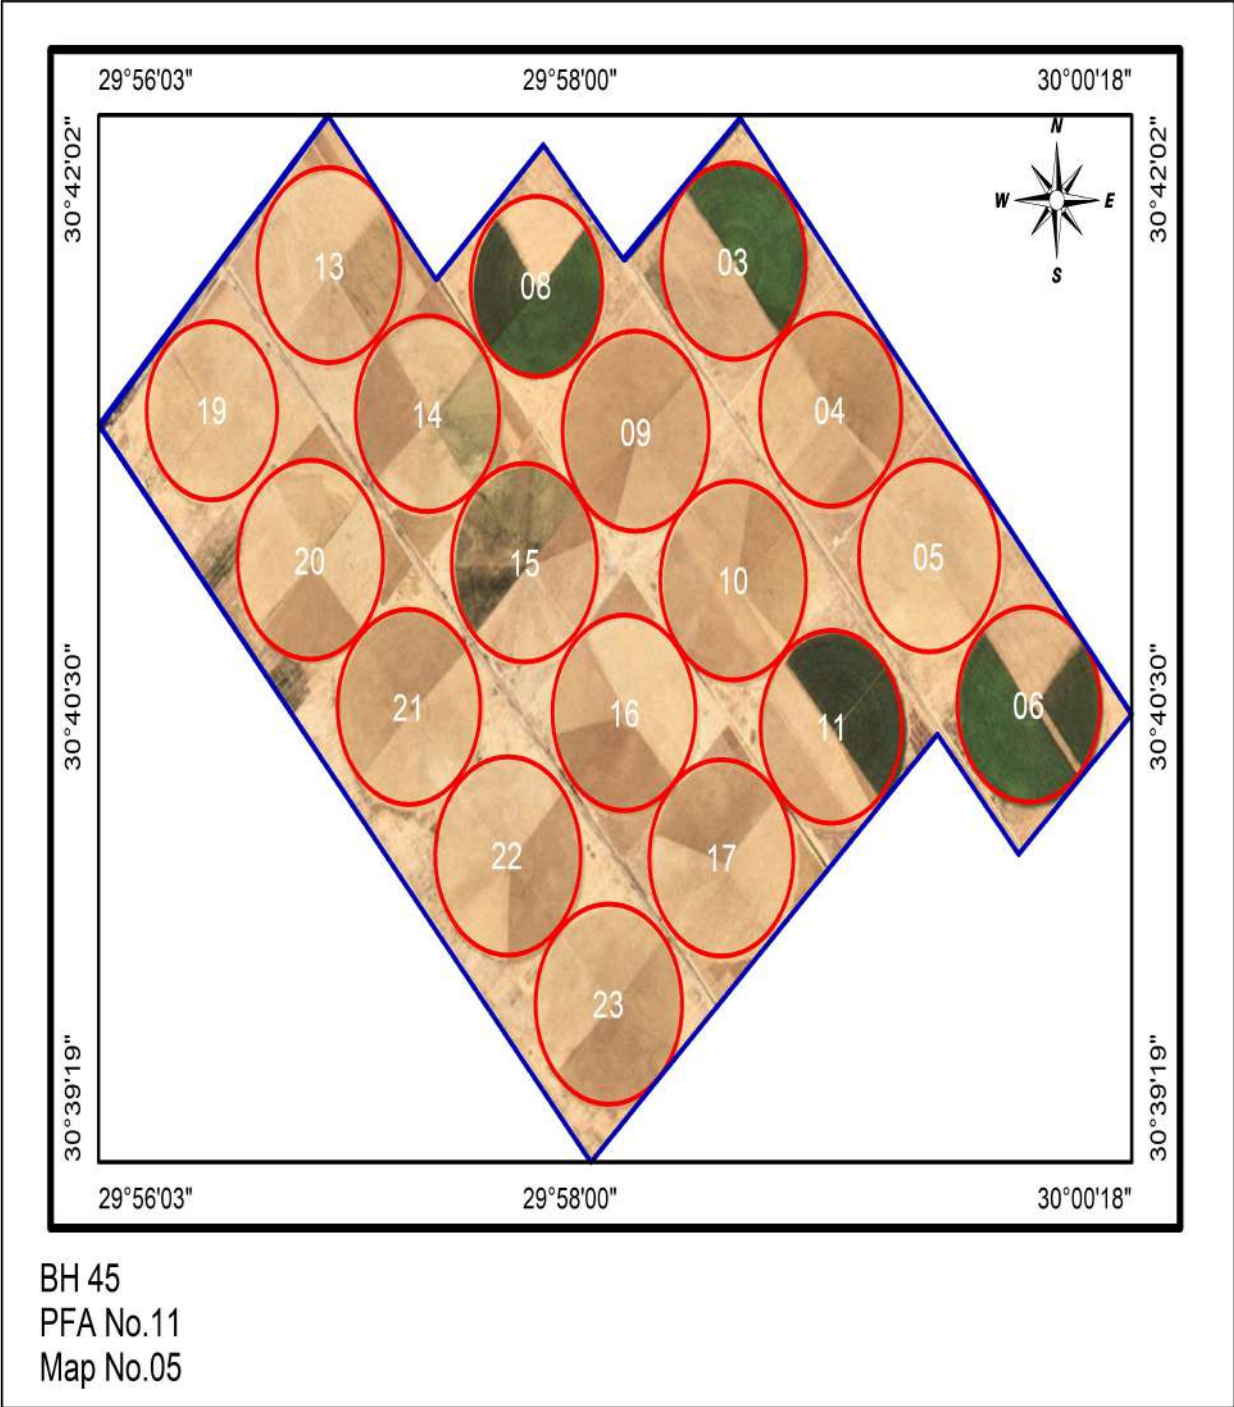 29°56'03" 29°58'00" 30°00'18"
30°42'02" 30°42'02"
N
W E
S
03
13
08
19 14 09 04
20 15 10 05
21 16 11 06
22 17
23
30°40'30" 30°40'30"
30°39'19" 30°39'19"
29°56'03" 29°58'00" 30°00'18"
BH 45
PFA No.11
Map No.05